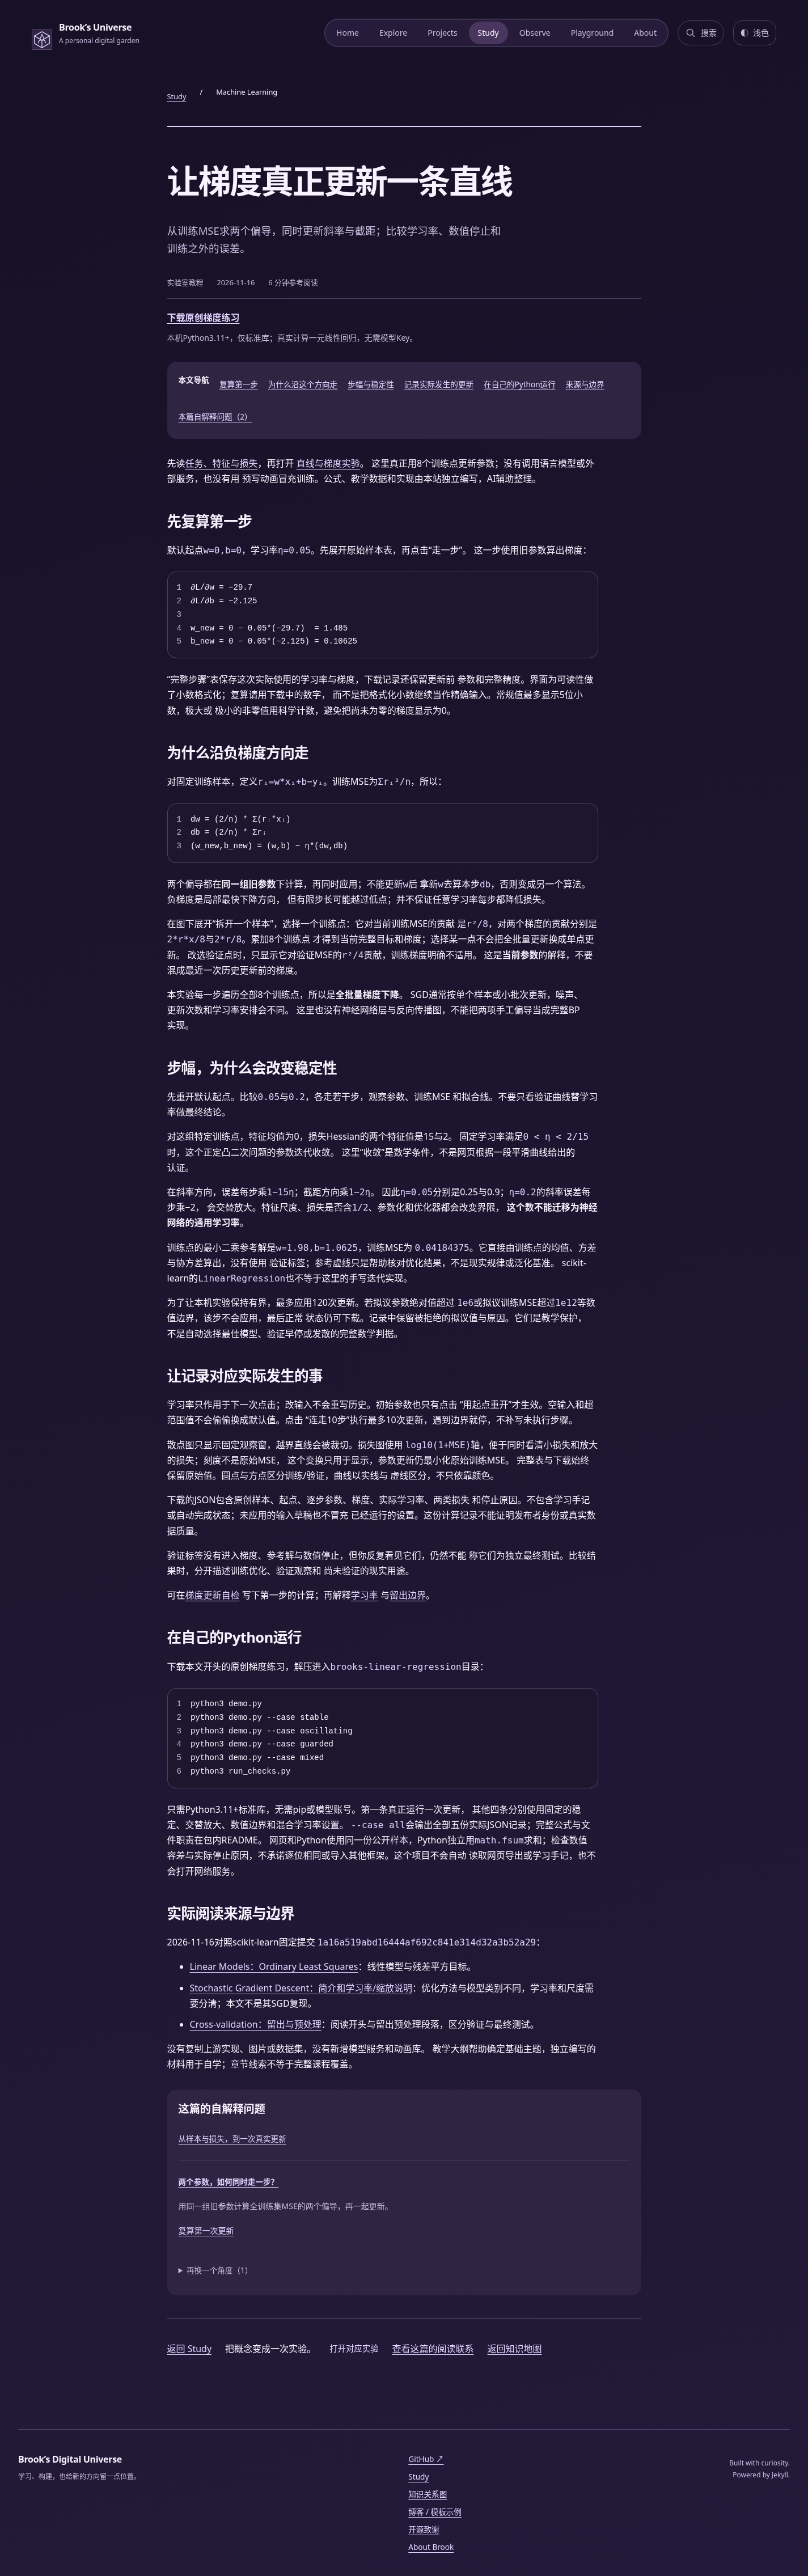 Brook’s Universe
A personal digital garden
Home Explore Projects Study Observe Playground About
搜索
浅色
Study / Machine Learning
让梯度真正更新一条直线
从训练MSE求两个偏导，同时更新斜率与截距；比较学习率、数值停止和
训练之外的误差。
实验室教程 2026-11-16 6 分钟参考阅读
下载原创梯度练习
本机Python3.11+，仅标准库；真实计算一元线性回归，无需模型Key。
本文导航 复算第一步 为什么沿这个方向走 步幅与稳定性 记录实际发生的更新 在自己的Python运行 来源与边界
本篇自解释问题（2）
先读任务、特征与损失，再打开 直线与梯度实验。 这里真正用8个训练点更新参数；没有调用语言模型或外
部服务，也没有用 预写动画冒充训练。公式、教学数据和实现由本站独立编写，AI辅助整理。
先复算第一步
默认起点w=0,b=0，学习率η=0.05。先展开原始样本表，再点击“走一步”。 这一步使用旧参数算出梯度：
1 ∂L/∂w = −29.7
2 ∂L/∂b = −2.125
3
4 w_new = 0 − 0.05*(−29.7)  = 1.485
5 b_new = 0 − 0.05*(−2.125) = 0.10625
“完整步骤”表保存这次实际使用的学习率与梯度，下载记录还保留更新前 参数和完整精度。界面为可读性做
了小数格式化；复算请用下载中的数字， 而不是把格式化小数继续当作精确输入。常规值最多显示5位小
数，极大或 极小的非零值用科学计数，避免把尚未为零的梯度显示为0。
为什么沿负梯度方向走
对固定训练样本，定义rᵢ=w*xᵢ+b−yᵢ。训练MSE为Σrᵢ²/n，所以：
1 dw = (2/n) * Σ(rᵢ*xᵢ)
2 db = (2/n) * Σrᵢ
3 (w_new,b_new) = (w,b) − η*(dw,db)
两个偏导都在同一组旧参数下计算，再同时应用；不能更新w后 拿新w去算本步db，否则变成另一个算法。
负梯度是局部最快下降方向， 但有限步长可能越过低点；并不保证任意学习率每步都降低损失。
在图下展开“拆开一个样本”，选择一个训练点：它对当前训练MSE的贡献 是r²/8，对两个梯度的贡献分别是
2*r*x/8与2*r/8。累加8个训练点 才得到当前完整目标和梯度；选择某一点不会把全批量更新换成单点更
新。 改选验证点时，只显示它对验证MSE的r²/4贡献，训练梯度明确不适用。 这是当前参数的解释，不要
混成最近一次历史更新前的梯度。
本实验每一步遍历全部8个训练点，所以是全批量梯度下降。 SGD通常按单个样本或小批次更新，噪声、
更新次数和学习率安排会不同。 这里也没有神经网络层与反向传播图，不能把两项手工偏导当成完整BP
实现。
步幅，为什么会改变稳定性
先重开默认起点。比较0.05与0.2，各走若干步，观察参数、训练MSE 和拟合线。不要只看验证曲线替学习
率做最终结论。
对这组特定训练点，特征均值为0，损失Hessian的两个特征值是15与2。 固定学习率满足0 < η < 2/15
时，这个正定凸二次问题的参数迭代收敛。 这里“收敛”是数学条件，不是网页根据一段平滑曲线给出的
认证。
在斜率方向，误差每步乘1−15η；截距方向乘1−2η。 因此η=0.05分别是0.25与0.9；η=0.2的斜率误差每
步乘−2， 会交替放大。特征尺度、损失是否含1/2、参数化和优化器都会改变界限， 这个数不能迁移为神经
网络的通用学习率。
训练点的最小二乘参考解是w=1.98,b=1.0625，训练MSE为 0.04184375。它直接由训练点的均值、方差
与协方差算出，没有使用 验证标签；参考虚线只是帮助核对优化结果，不是现实规律或泛化基准。 scikit-
learn的LinearRegression也不等于这里的手写迭代实现。
为了让本机实验保持有界，最多应用120次更新。若拟议参数绝对值超过 1e6或拟议训练MSE超过1e12等数
值边界，该步不会应用，最后正常 状态仍可下载。记录中保留被拒绝的拟议值与原因。它们是教学保护，
不是自动选择最佳模型、验证早停或发散的完整数学判据。
让记录对应实际发生的事
学习率只作用于下一次点击；改输入不会重写历史。初始参数也只有点击 “用起点重开”才生效。空输入和超
范围值不会偷偷换成默认值。点击 “连走10步”执行最多10次更新，遇到边界就停，不补写未执行步骤。
散点图只显示固定观察窗，越界直线会被裁切。损失图使用 log10(1+MSE)轴，便于同时看清小损失和放大
的损失；刻度不是原始MSE， 这个变换只用于显示，参数更新仍最小化原始训练MSE。 完整表与下载始终
保留原始值。圆点与方点区分训练/验证，曲线以实线与 虚线区分，不只依靠颜色。
下载的JSON包含原创样本、起点、逐步参数、梯度、实际学习率、两类损失 和停止原因。不包含学习手记
或自动完成状态；未应用的输入草稿也不冒充 已经运行的设置。这份计算记录不能证明发布者身份或真实数
据质量。
验证标签没有进入梯度、参考解与数值停止，但你反复看见它们，仍然不能 称它们为独立最终测试。比较结
果时，分开描述训练优化、验证观察和 尚未验证的现实用途。
可在梯度更新自检 写下第一步的计算；再解释学习率 与留出边界。
在自己的Python运行
下载本文开头的原创梯度练习，解压进入brooks-linear-regression目录：
1 python3 demo.py
2 python3 demo.py --case stable
3 python3 demo.py --case oscillating
4 python3 demo.py --case guarded
5 python3 demo.py --case mixed
6 python3 run_checks.py
只需Python3.11+标准库，无需pip或模型账号。第一条真正运行一次更新， 其他四条分别使用固定的稳
定、交替放大、数值边界和混合学习率设置。 --case all会输出全部五份实际JSON记录；完整公式与文
件职责在包内README。 网页和Python使用同一份公开样本，Python独立用math.fsum求和；检查数值
容差与实际停止原因，不承诺逐位相同或导入其他框架。这个项目不会自动 读取网页导出或学习手记，也不
会打开网络服务。
实际阅读来源与边界
2026-11-16对照scikit-learn固定提交 1a16a519abd16444af692c841e314d32a3b52a29：
• Linear Models：Ordinary Least Squares：线性模型与残差平方目标。
• Stochastic Gradient Descent：简介和学习率/缩放说明：优化方法与模型类别不同，学习率和尺度需
要分清；本文不是其SGD复现。
• Cross-validation：留出与预处理：阅读开头与留出预处理段落，区分验证与最终测试。
没有复制上游实现、图片或数据集，没有新增模型服务和动画库。 教学大纲帮助确定基础主题，独立编写的
材料用于自学；章节线索不等于完整课程覆盖。
这篇的自解释问题
从样本与损失，到一次真实更新
两个参数，如何同时走一步？
用同一组旧参数计算全训练集MSE的两个偏导，再一起更新。
复算第一次更新
▶ 再换一个角度（1）
返回 Study 把概念变成一次实验。 打开对应实验 查看这篇的阅读联系 返回知识地图
Brook’s Digital Universe
学习、构建，也给新的方向留一点位置。
GitHub ↗
Study
知识关系图
博客 / 模板示例
开源致谢
About Brook
Built with curiosity.
Powered by Jekyll.